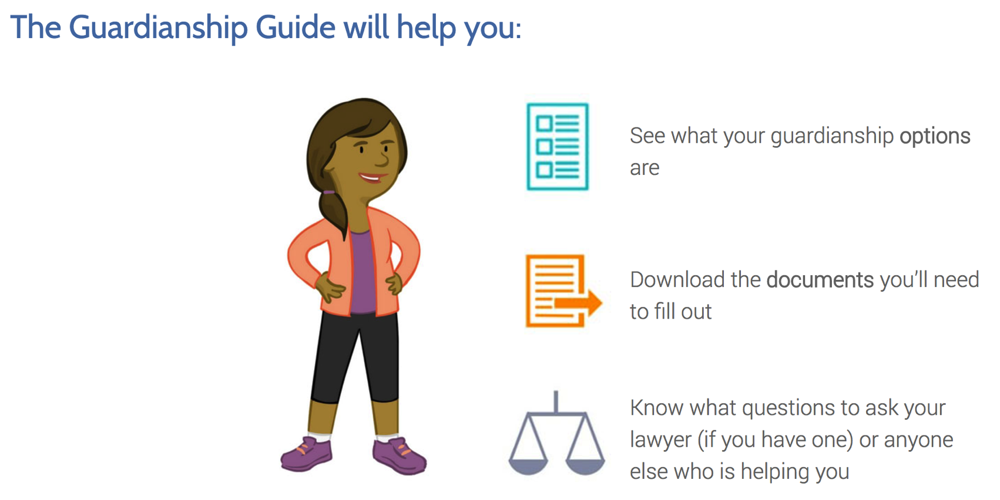 The Guardianship Guide will help you:
See what your guardianship options
are
Download the documents you’ll need
to fill out
Know what questions to ask your
lawyer (if you have one) or anyone
else who is helping you